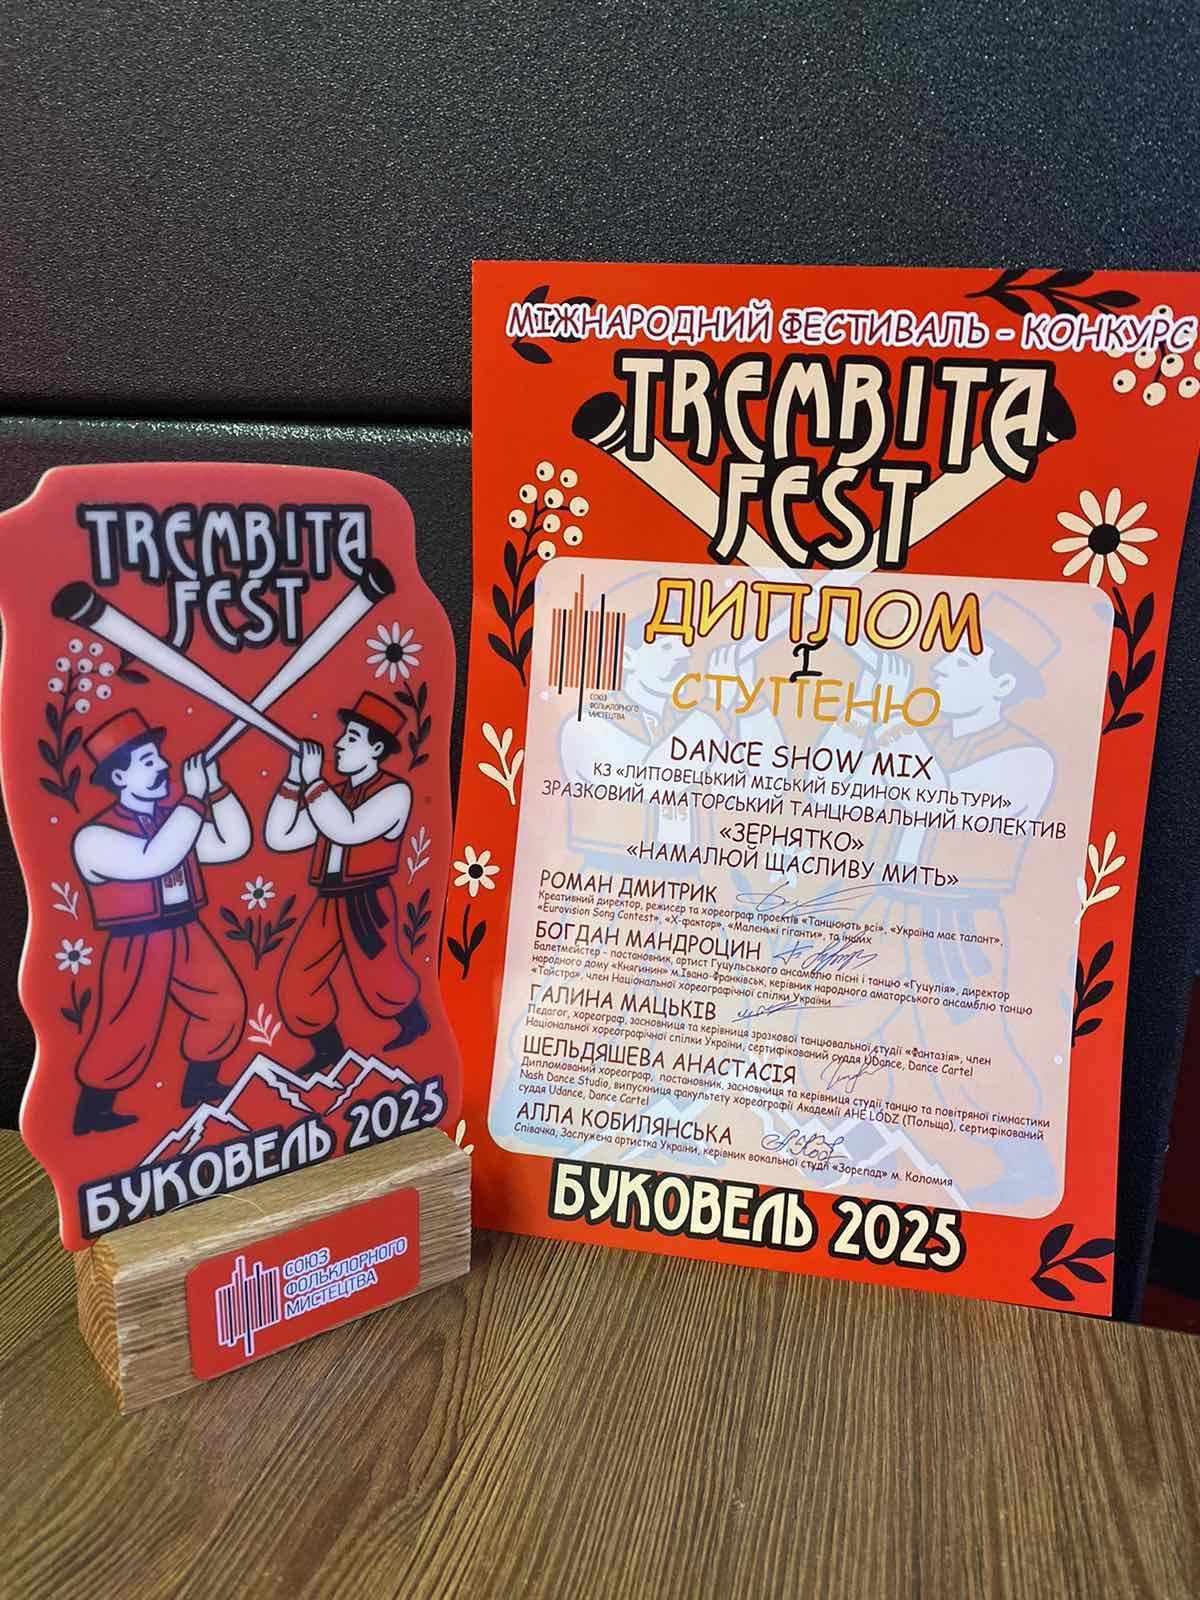 TREMBITA
FEST
БУКОВЕЛЬ 2025
СОЮЗ
ФОЛЬКЛОРНОГО
МИСТЕЦТВА
МІЖНАРОДНИЙ ФЕСТИВАЛЬ - КОНКУРС
TREMBITA
FEST
СОЮЗ
ФОЛЬКЛОРНОГО
МИСТЕЦТВА
ДИПЛОМ
I
СТУПЕНЮ
DANCE SHOW MIX
КЗ «ЛИПОВЕЦЬКИЙ МІСЬКИЙ БУДИНОК КУЛЬТУРИ»
ЗРАЗКОВИЙ АМАТОРСЬКИЙ ТАНЦЮВАЛЬНИЙ КОЛЕКТИВ
«ЗЕРНЯТКО»
«НАМАЛЮЙ ЩАСЛИВУ МИТЬ»
РОМАН ДМИТРИК
Креативний директор, режисер та хореограф проєктів «Танцюють всі», «Україна має талант»,
«Eurovision Song Contest», «Х-фактор», «Маленькі гіганти», та інших
БОГДАН МАНДРОЦИН
Балетмейстер - постановник, артист Гуцульського ансамблю пісні і танцю «Гуцулія», директор
народного дому «Княгинин» м.Івано-Франківськ, керівник народного аматорського ансамблю танцю
«Тайстра», член Національної хореографічної спілки України
ГАЛИНА МАЦЬКІВ
Педагог, хореограф, засновниця та керівниця зразкової танцювальної студії «Фантазія», член
Національної хореографічної спілки України, сертифікований суддя UDance, Dance Cartel
ШЕЛЬДЯШЕВА АНАСТАСІЯ
Дипломований хореограф, постановник, засновниця та керівниця студії танцю та повітряної гімнастики
Nash Dance Studio, випускниця факультету хореографії Академії AHE LÓDZ (Польща), сертифікований
суддя Udance, Dance Cartel
АЛЛА КОБИЛЯНСЬКА
Співачка, Заслужена артистка України, керівник вокальної студії «Зорепад» м. Коломия
БУКОВЕЛЬ 2025